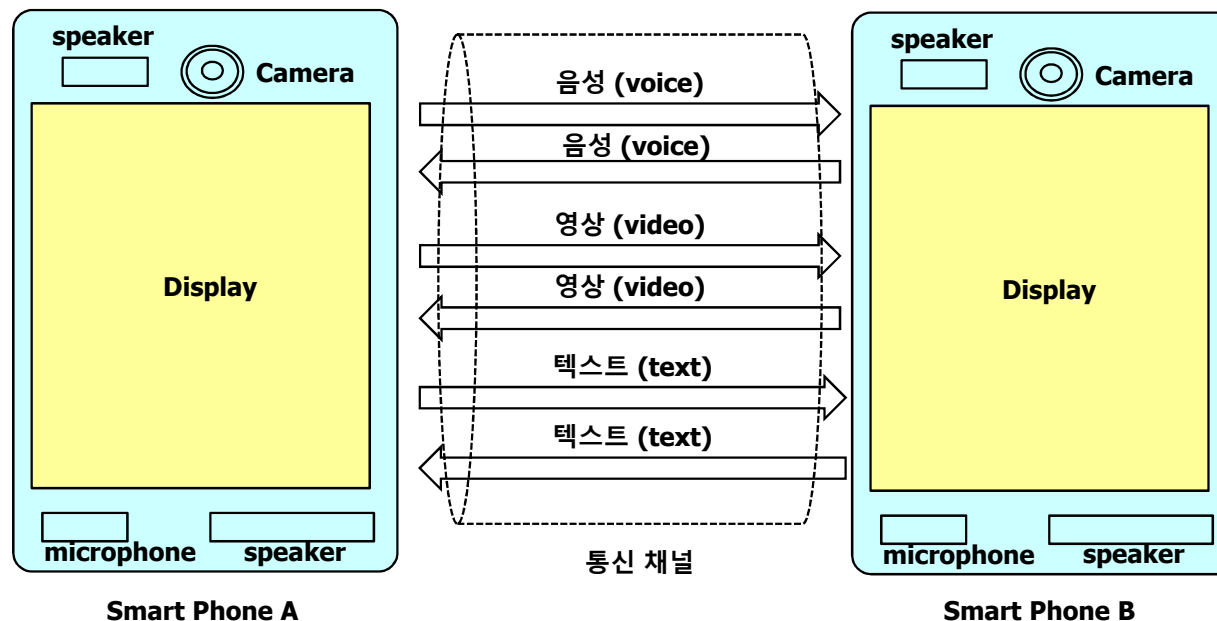 speaker
Camera
Display
microphone
speaker
Smart Phone A
음성 (voice)
음성 (voice)
영상 (video)
영상 (video)
텍스트 (text)
텍스트 (text)
통신 채널
speaker
Camera
Display
microphone
speaker
Smart Phone B